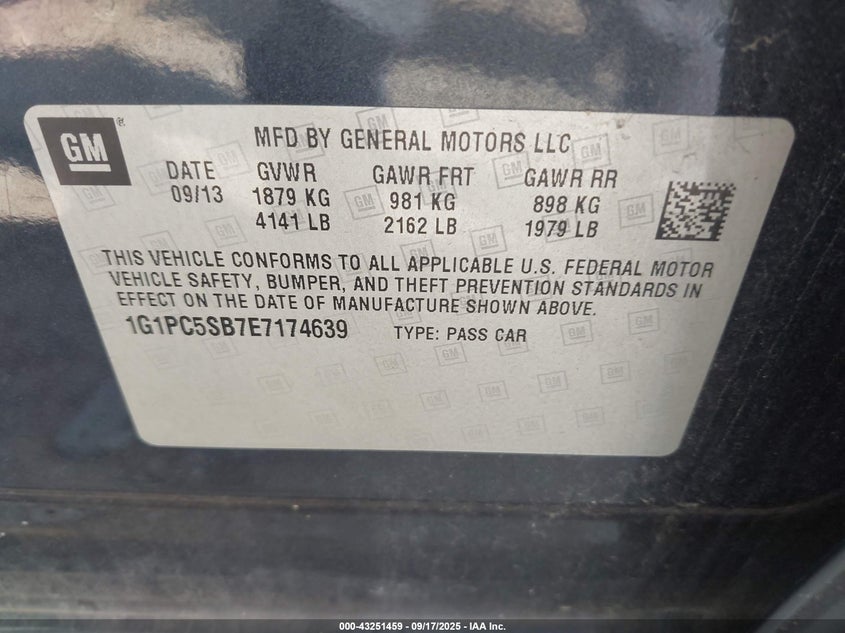 GM
MFD BY GENERAL MOTORS LLC
DATE GVWR GAWR FRT GAWR RR
09/13 1879 KG 981 KG 898 KG
4141 LB 2162 LB 1979 LB
THIS VEHICLE CONFORMS TO ALL APPLICABLE U.S. FEDERAL MOTOR
VEHICLE SAFETY, BUMPER, AND THEFT PREVENTION STANDARDS IN
EFFECT ON THE DATE OF MANUFACTURE SHOWN ABOVE.
1G1PC5SB7E7174639 TYPE: PASS CAR
000-43251459 - 09/17/2025 - IAA Inc.